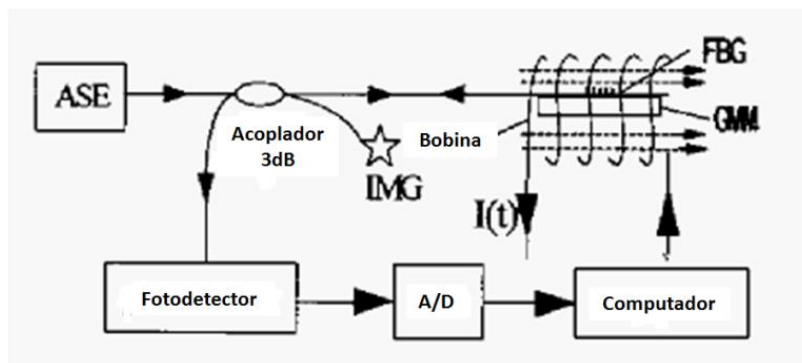 FBG
ASE
GMM
Acoplador
3dB
Bobina
IMG
I(t)
Fotodetector
A/D
Computador